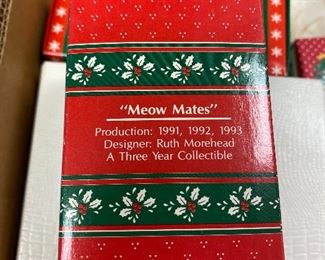 "Meow Mates"
Production: 1991, 1992, 1993
Designer: Ruth Morehead
A Three Year Collectible